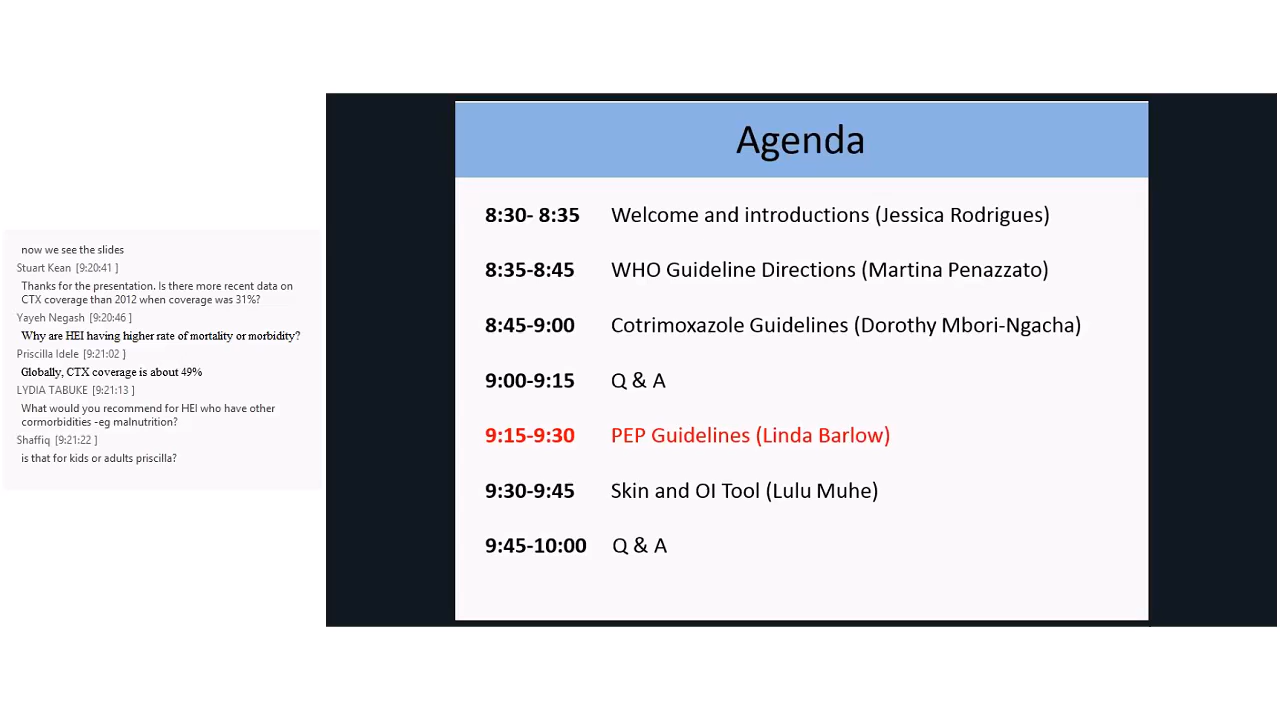 now we see the slides
Stuart Kean [9:20:41 ]
Thanks for the presentation. Is there more recent data on
CTX coverage than 2012 when coverage was 31%?
Yayeh Negash [9:20:46 ]
Why are HEI having higher rate of mortality or morbidity?
Priscilla Idele [9:21:02 ]
Globally, CTX coverage is about 49%
LYDIA TABUKE [9:21:13 ]
What would you recommend for HEI who have other
cormorbidities -eg malnutrition?
Shaffiq [9:21:22 ]
is that for kids or adults priscilla?
Agenda
8:30- 8:35 Welcome and introductions (Jessica Rodrigues)
8:35-8:45 WHO Guideline Directions (Martina Penazzato)
8:45-9:00 Cotrimoxazole Guidelines (Dorothy Mbori-Ngacha)
9:00-9:15 Q & A
9:15-9:30 PEP Guidelines (Linda Barlow)
9:30-9:45 Skin and OI Tool (Lulu Muhe)
9:45-10:00 Q & A